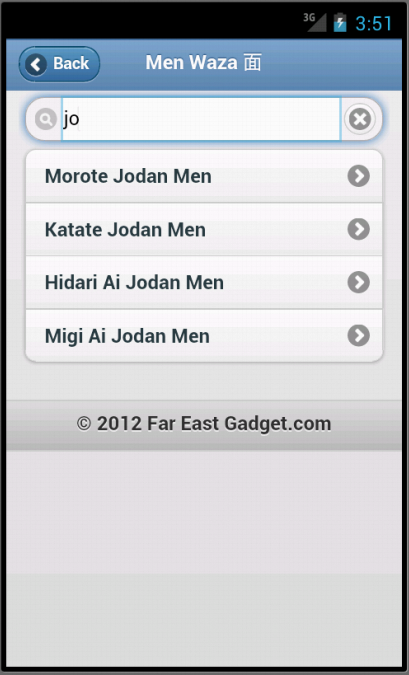 3G 3:51
Back Men Waza 面
jo
Morote Jodan Men
Katate Jodan Men
Hidari Ai Jodan Men
Migi Ai Jodan Men
© 2012 Far East Gadget.com